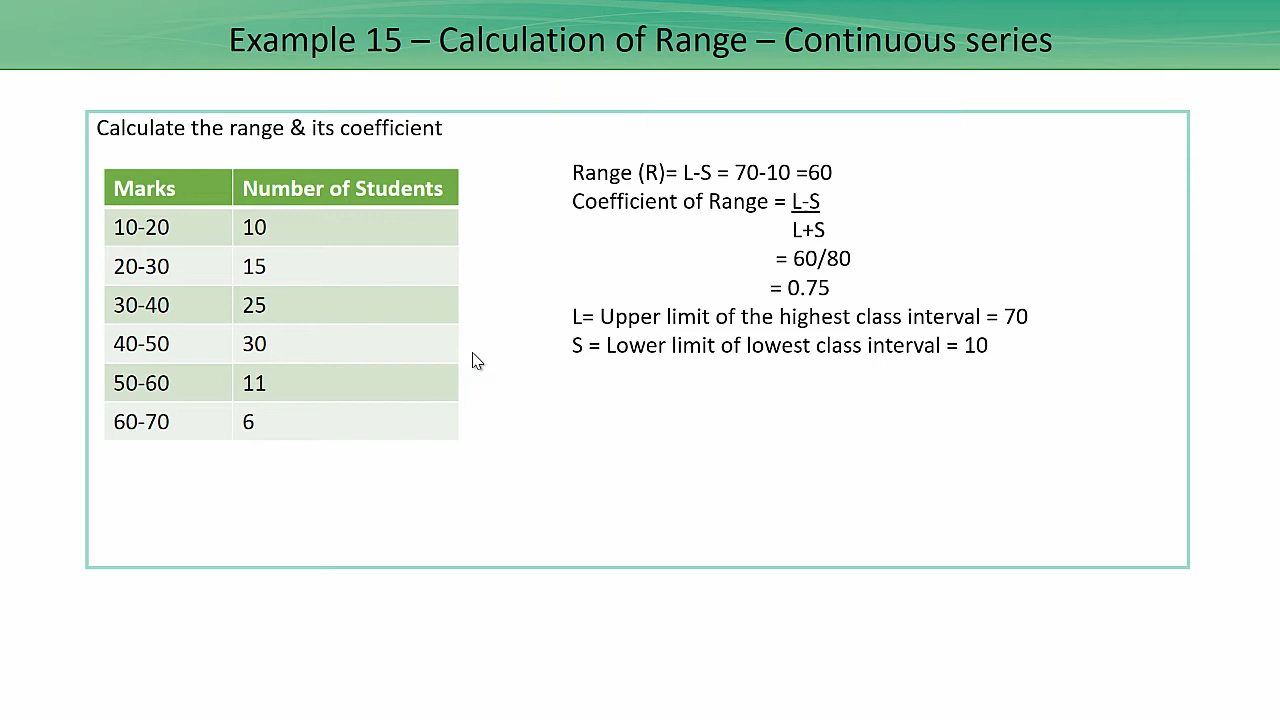 Example 15 – Calculation of Range – Continuous series
Calculate the range & its coefficient
Marks Number of Students
10-20 10
20-30 15
30-40 25
40-50 30
50-60 11
60-70 6
Range (R)= L-S = 70-10 =60
Coefficient of Range = L-S
L+S
= 60/80
= 0.75
L= Upper limit of the highest class interval = 70
S = Lower limit of lowest class interval = 10